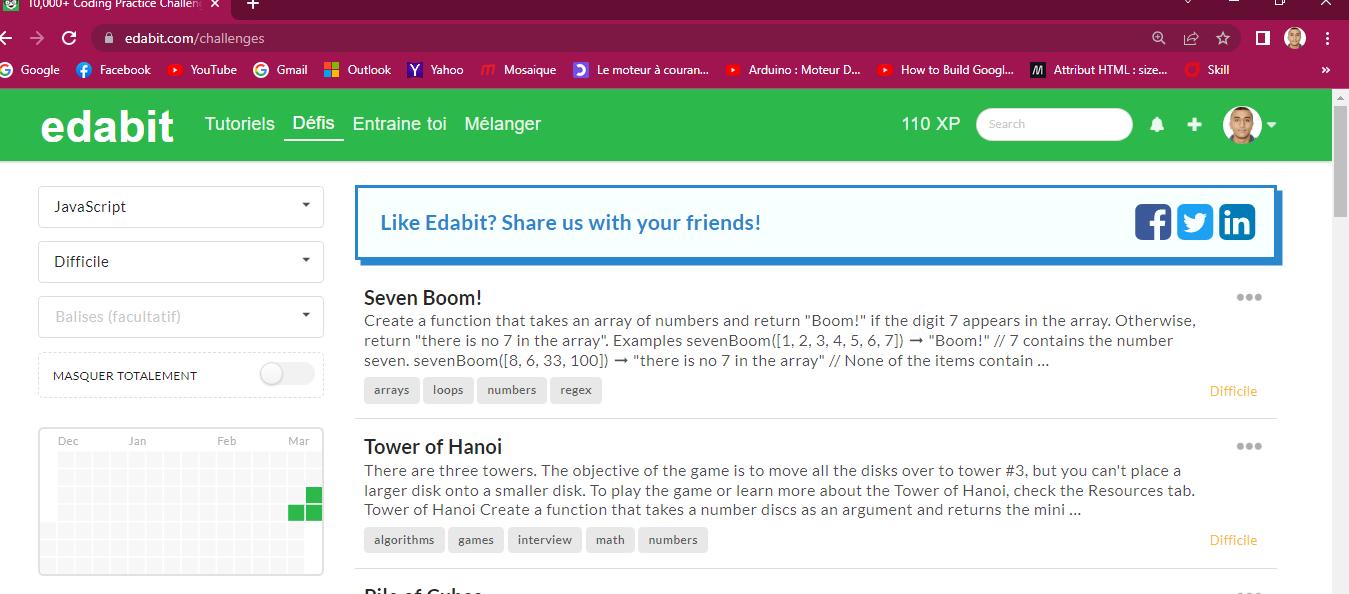 10,000+ Coding Practice Challen
edabit.com/challenges
Google Facebook YouTube Gmail Outlook Yahoo Mosaique Le moteur à couran... Arduino : Moteur D... How to Build Googl... Attribut HTML : size... Skill
edabit Tutoriels Défis Entraine toi Mélanger 110 XP Search
JavaScript
Difficile
Balises (facultatif)
MASQUER TOTALEMENT
Dec Jan Feb Mar
Like Edabit? Share us with your friends!
Seven Boom!
Create a function that takes an array of numbers and return "Boom!" if the digit 7 appears in the array. Otherwise,
return "there is no 7 in the array". Examples sevenBoom([1, 2, 3, 4, 5, 6, 7]) ➞ "Boom!" // 7 contains the number
seven. sevenBoom([8, 6, 33, 100]) ➞ "there is no 7 in the array" // None of the items contain ...
arrays loops numbers regex
Difficile
Tower of Hanoi
There are three towers. The objective of the game is to move all the disks over to tower #3, but you can't place a
larger disk onto a smaller disk. To play the game or learn more about the Tower of Hanoi, check the Resources tab.
Tower of Hanoi Create a function that takes a number discs as an argument and returns the mini ...
algorithms games interview math numbers
Difficile